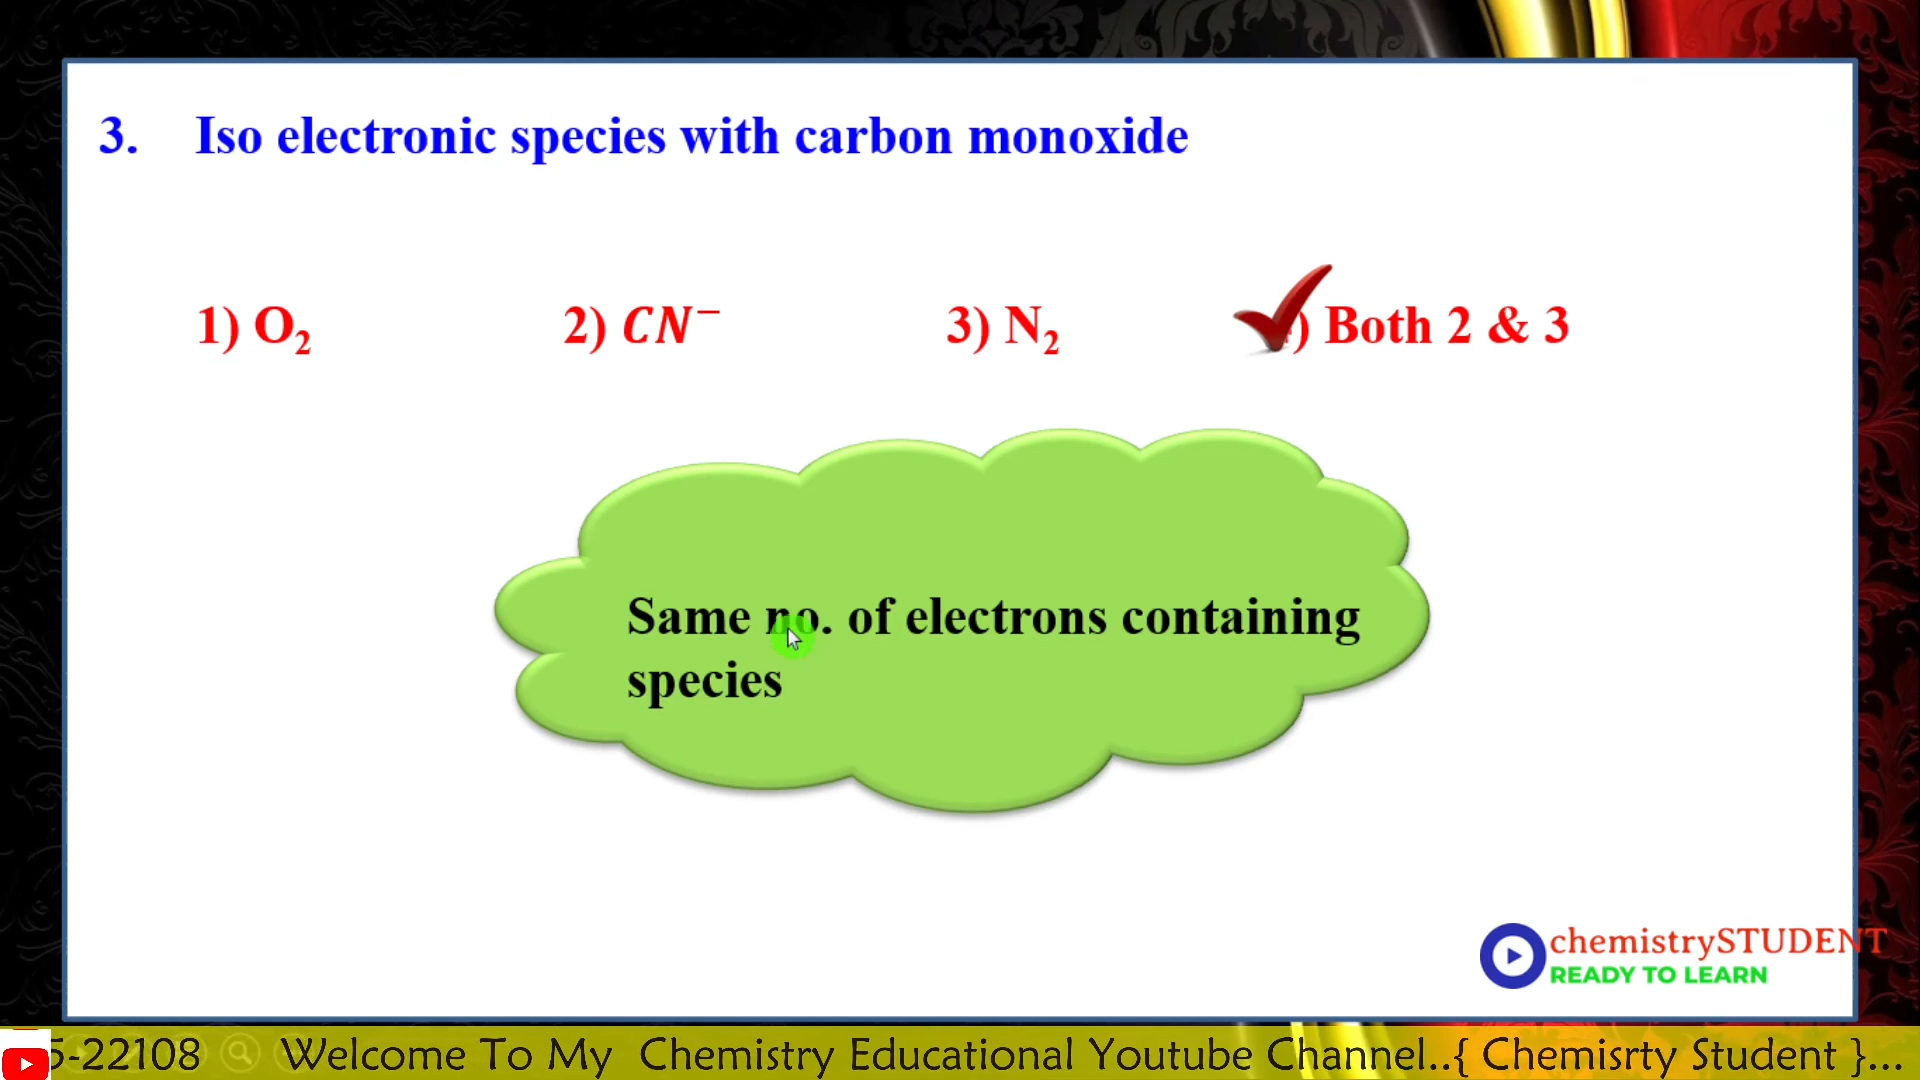 3. Iso electronic species with carbon monoxide
1) O₂ 2) CN⁻ 3) N₂ ) Both 2 & 3
Same no. of electrons containing
species
chemistrySTUDENT
READY TO LEARN
5-22108 Welcome To My Chemistry Educational Youtube Channel..{ Chemisrty Student }...